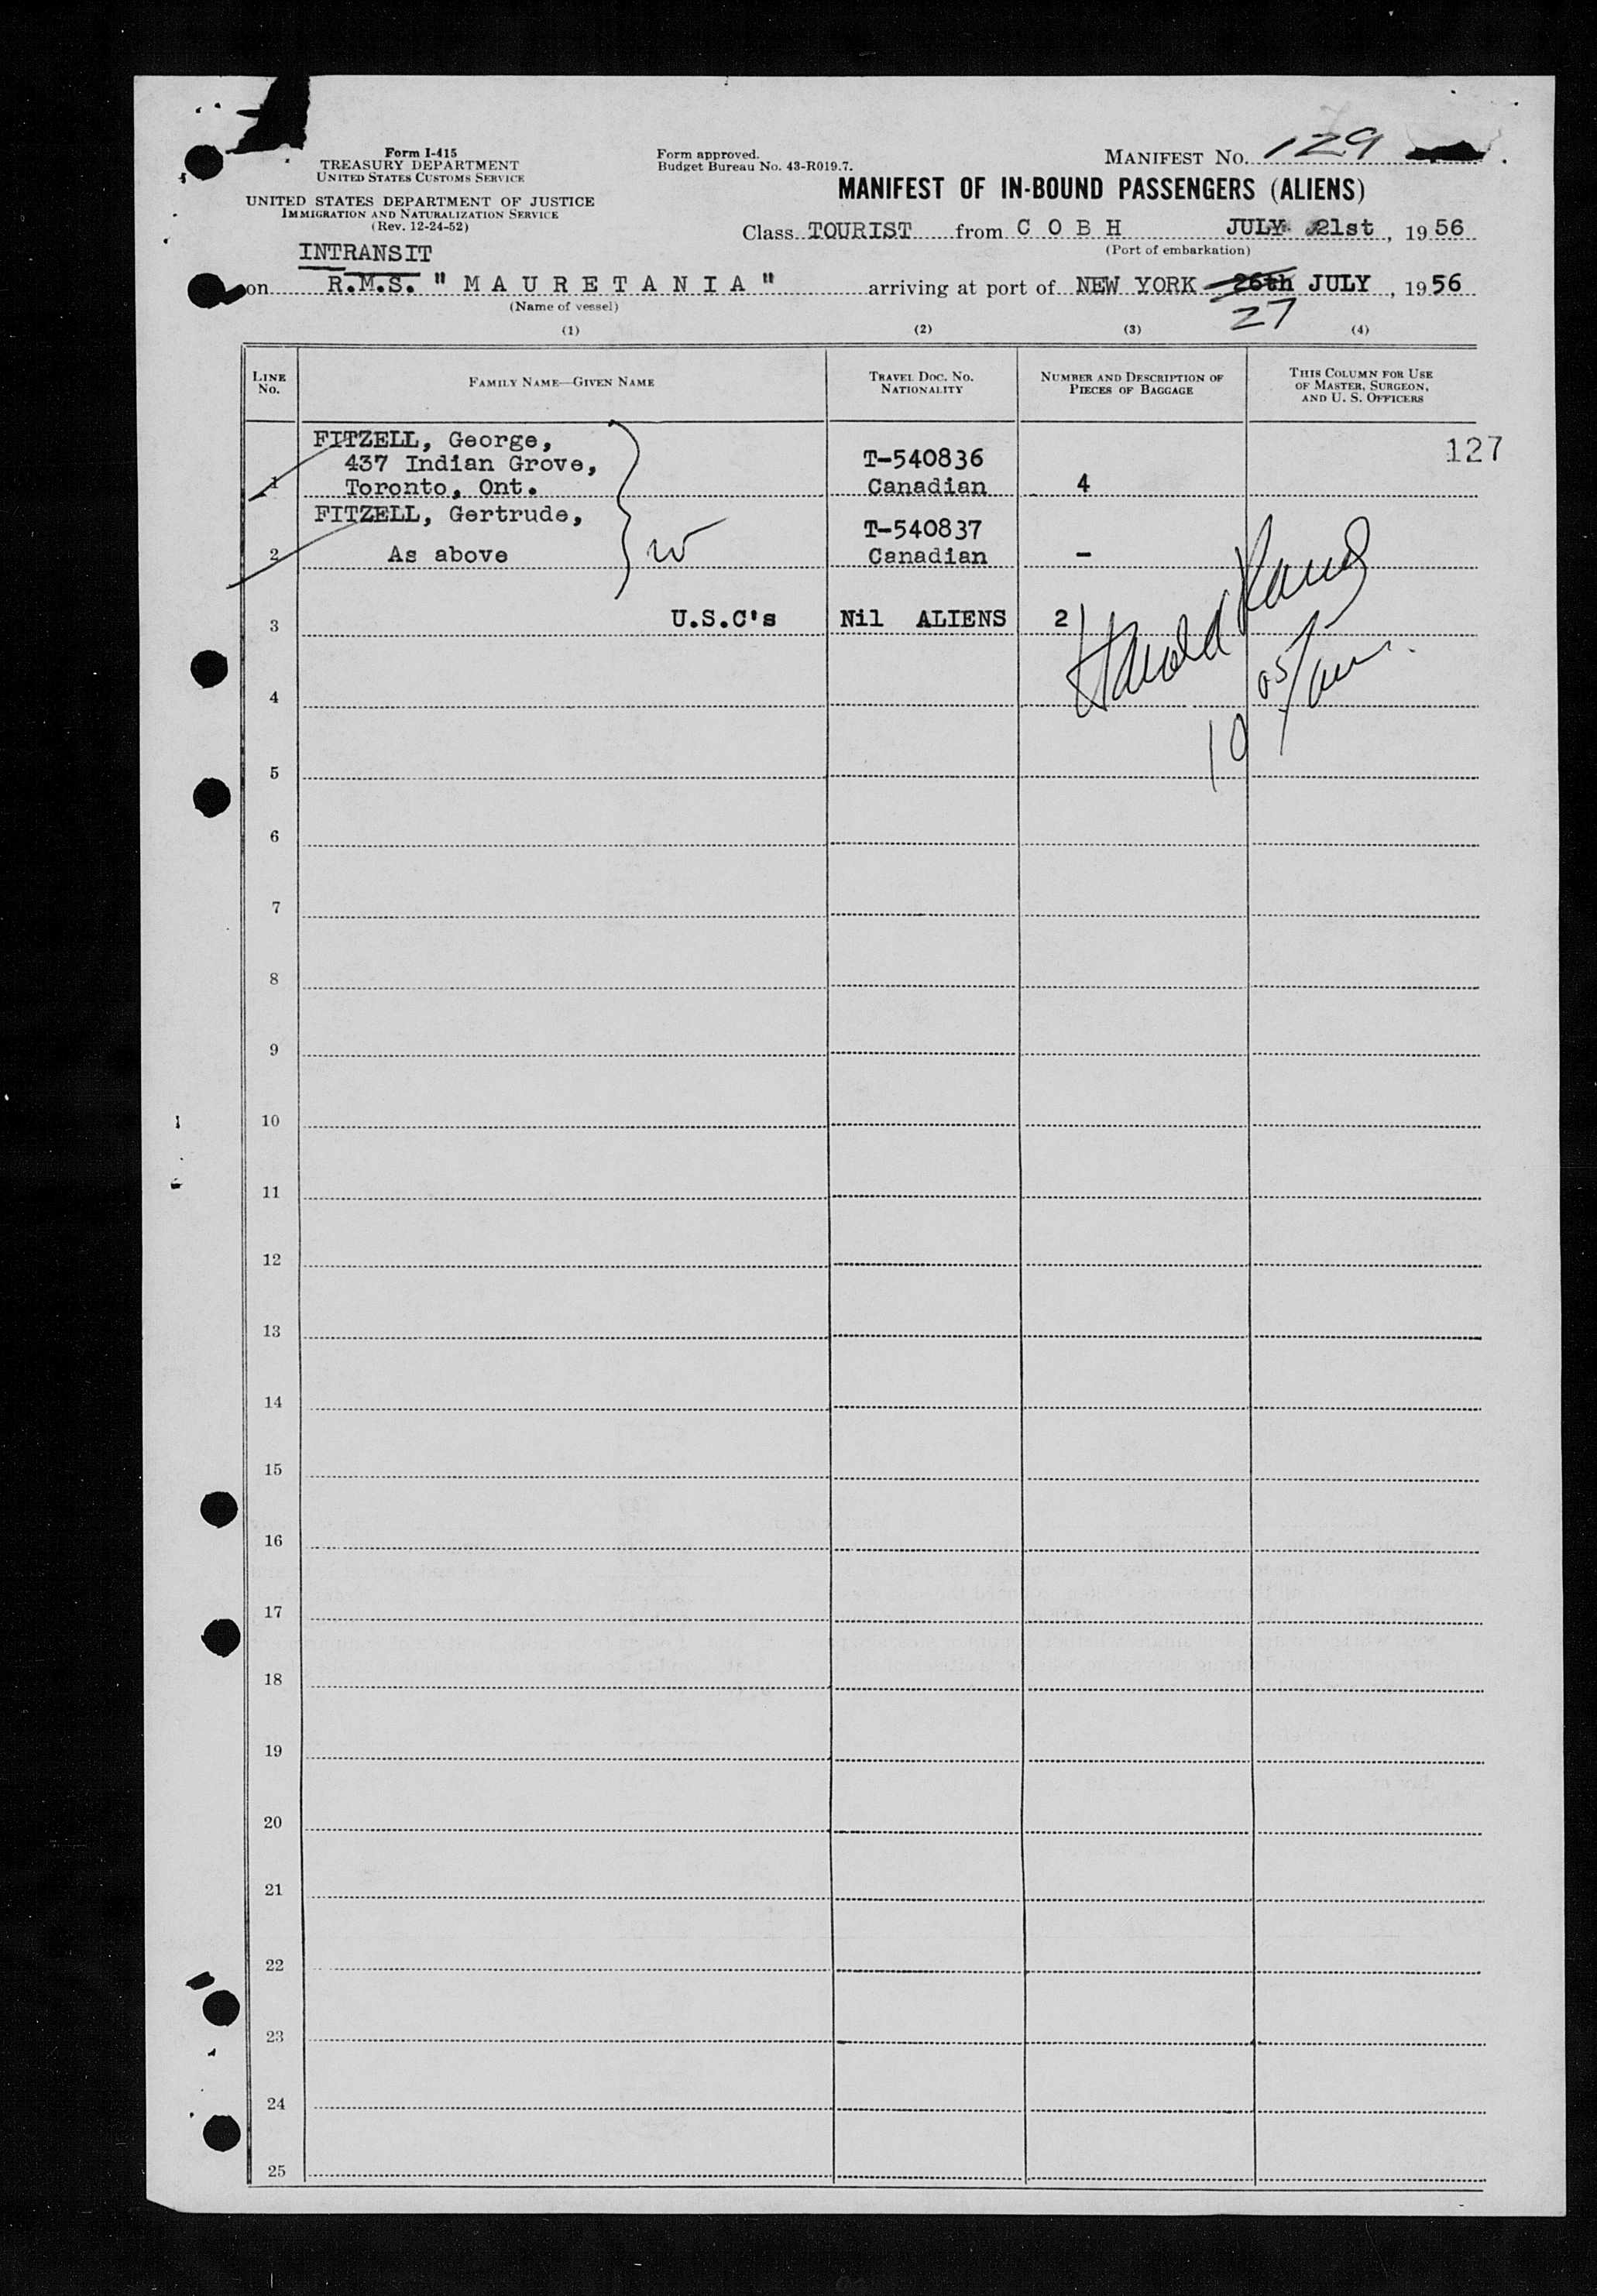 Form I-415
TREASURY DEPARTMENT
UNITED STATES CUSTOMS SERVICE
UNITED STATES DEPARTMENT OF JUSTICE
IMMIGRATION AND NATURALIZATION SERVICE
(Rev. 12-24-52)
Form approved.
Budget Bureau No. 43-R019.7.
MANIFEST NO. 129
MANIFEST OF IN-BOUND PASSENGERS (ALIENS)
Class TOURIST from C O B H JULY 21st, 1956
(Port of embarkation)
INTRANSIT
on R.M.S. " M A U R E T A N I A " arriving at port of NEW YORK 26th JULY, 1956
27
(Name of vessel)
(1) (2) (3) (4)
LINE NO. FAMILY NAME—GIVEN NAME TRAVEL DOC. NO. NATIONALITY NUMBER AND DESCRIPTION OF PIECES OF BAGGAGE THIS COLUMN FOR USE OF MASTER, SURGEON, AND U. S. OFFICERS
FITZELL, George, 127
437 Indian Grove, T-540836
1 Toronto, Ont. Canadian 4
FITZELL, Gertrude, T-540837
2 As above Canadian -
3 U.S.C's Nil ALIENS 2
Harold
10 05 am
4
5
6
7
8
9
10
11
12
13
14
15
16
17
18
19
20
21
22
23
24
25